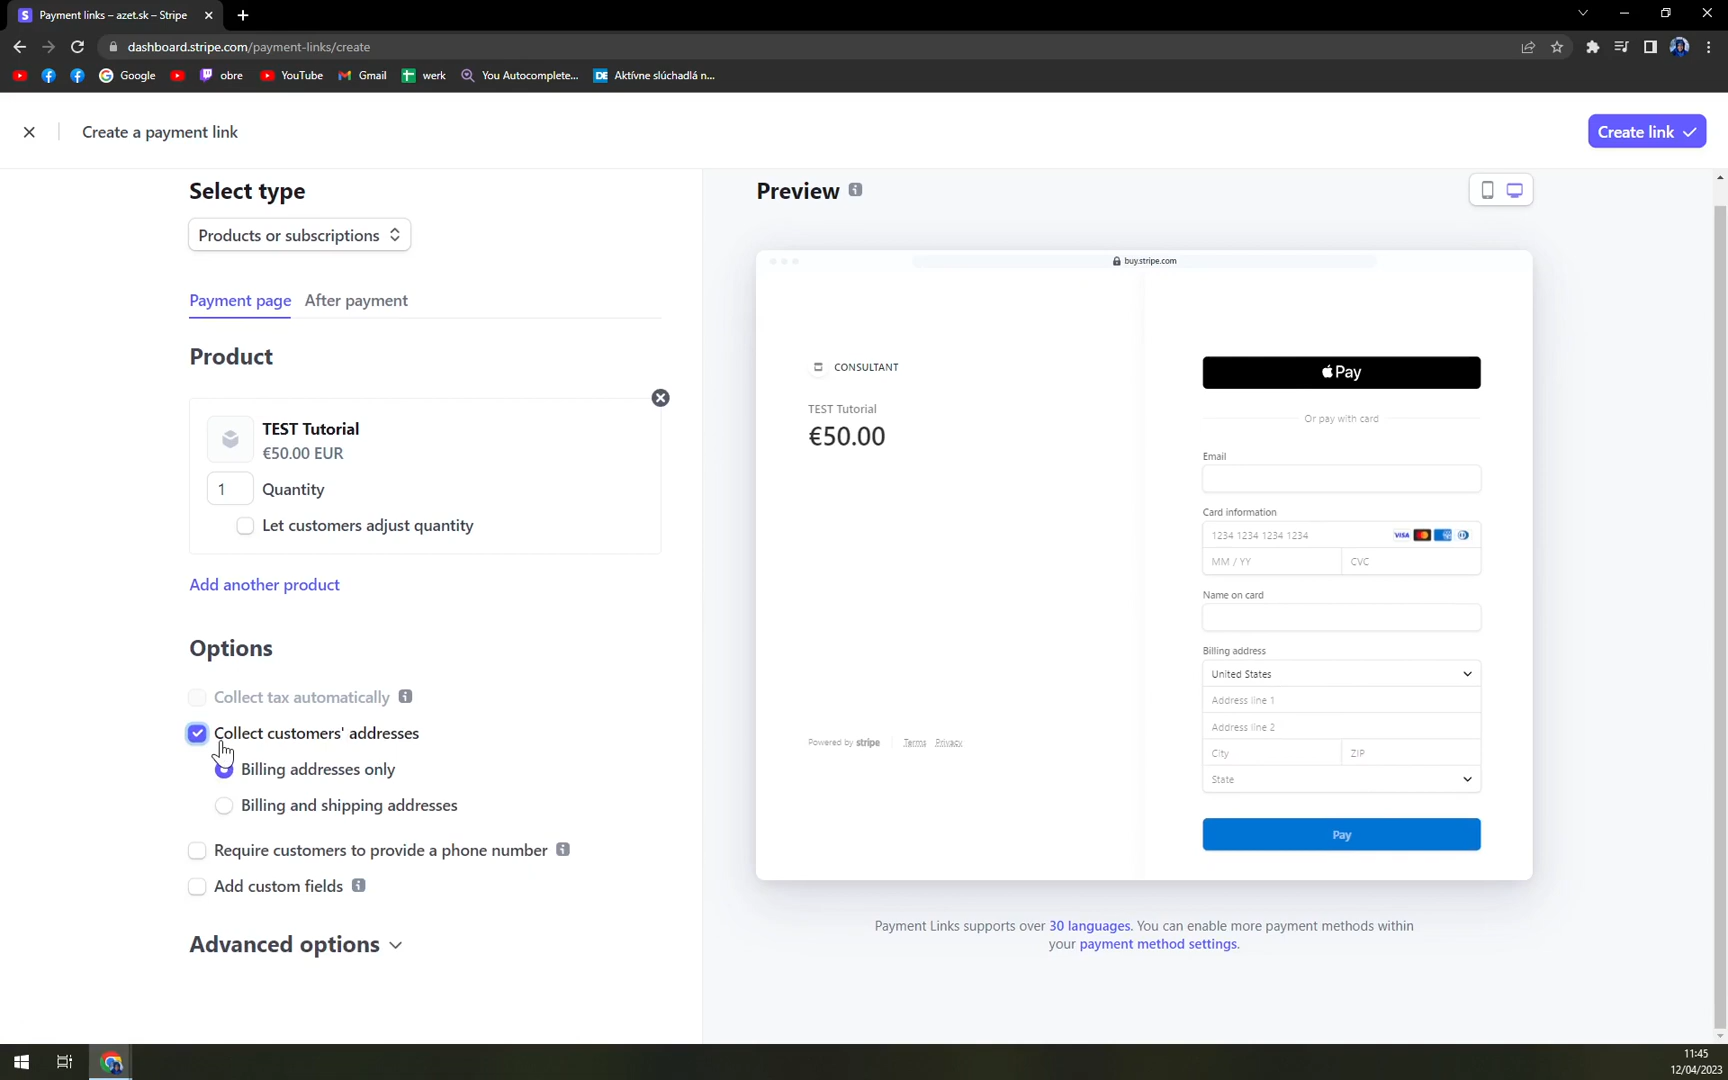 Payment links – azet.sk – Stripe
dashboard.stripe.com/payment-links/create
Google
obre
YouTube
Gmail
werk
You Autocomplete...
DE Aktívne slúchadlá n...
Create a payment link
Create link
Select type
Products or subscriptions
Payment page
After payment
Product
TEST Tutorial
€50.00 EUR
1
Quantity
Let customers adjust quantity
Add another product
Options
Collect tax automatically
Collect customers' addresses
Billing addresses only
Billing and shipping addresses
Require customers to provide a phone number
Add custom fields
Advanced options
Preview
buy.stripe.com
CONSULTANT
TEST Tutorial
€50.00
Powered by stripe
Terms
Privacy
Pay
Or pay with card
Email
Card information
1234 1234 1234 1234
VISA
MM / YY
CVC
Name on card
Billing address
United States
Address line 1
Address line 2
City
ZIP
State
Pay
Payment Links supports over 30 languages. You can enable more payment methods within
your payment method settings.
11:45
12/04/2023